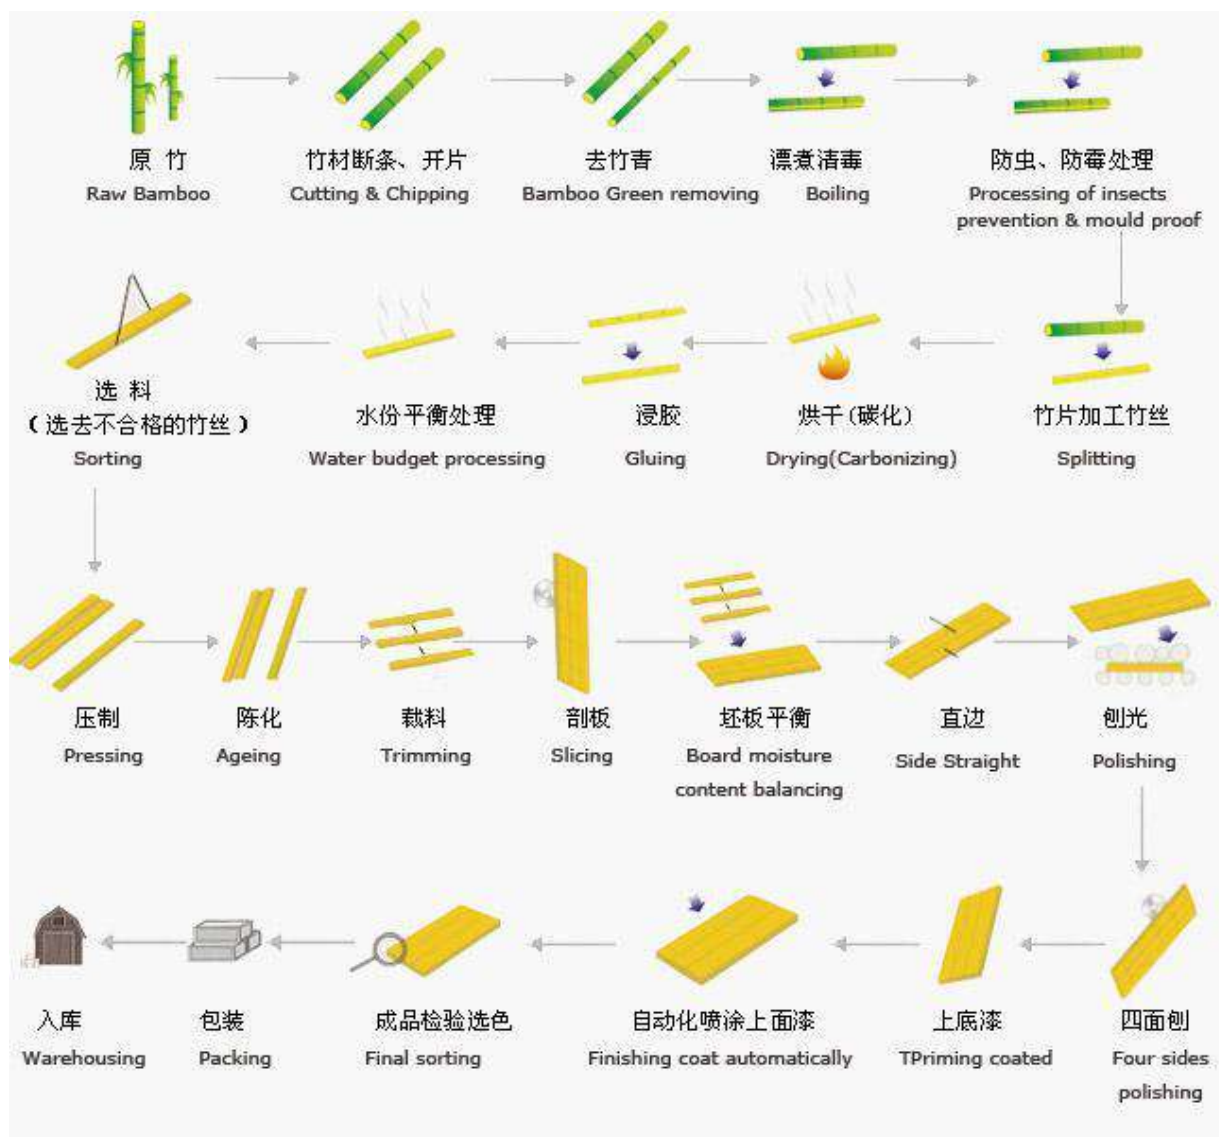 原 竹
Raw Bamboo
竹材断条、开片
Cutting & Chipping
去竹青
Bamboo Green removing
漂煮洁毒
Boiling
防虫、防霉处理
Processing of insects
prevention & mould proof
选 料
（选去不合格的竹丝）
Sorting
水份平衡处理
Water budget processing
浸胶
Gluing
烘干(碳化)
Drying(Carbonizing)
竹片加工竹丝
Splitting
压制
Pressing
陈化
Ageing
裁料
Trimming
剖板
Slicing
坯板平衡
Board moisture
content balancing
直边
Side Straight
刨光
Polishing
入库
Warehousing
包装
Packing
成品检验选色
Final sorting
自动化喷涂上面漆
Finishing coat automatically
上底漆
TPriming coated
四面刨
Four sides
polishing